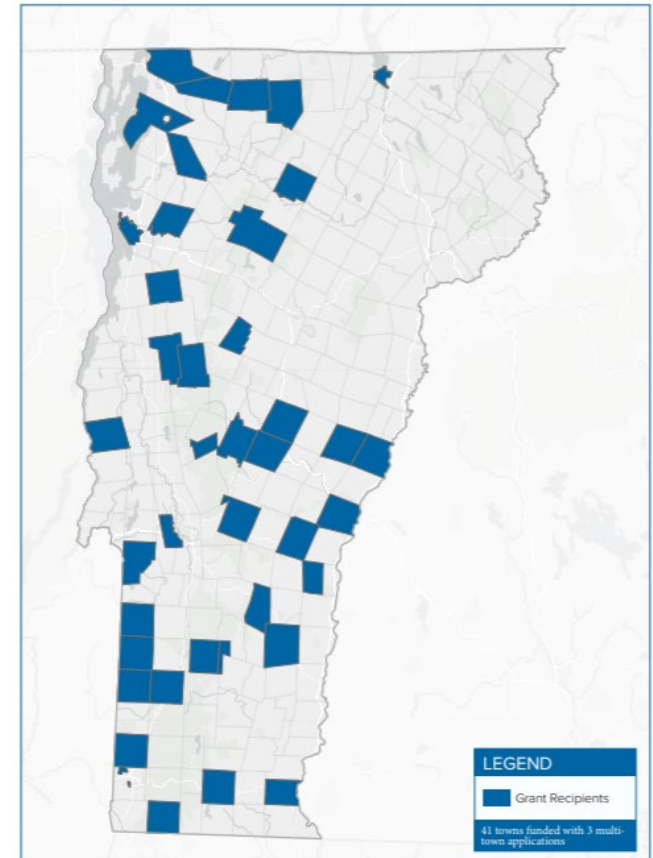 LEGEND
Grant Recipients
41 towns funded with 3 multi-
town applications